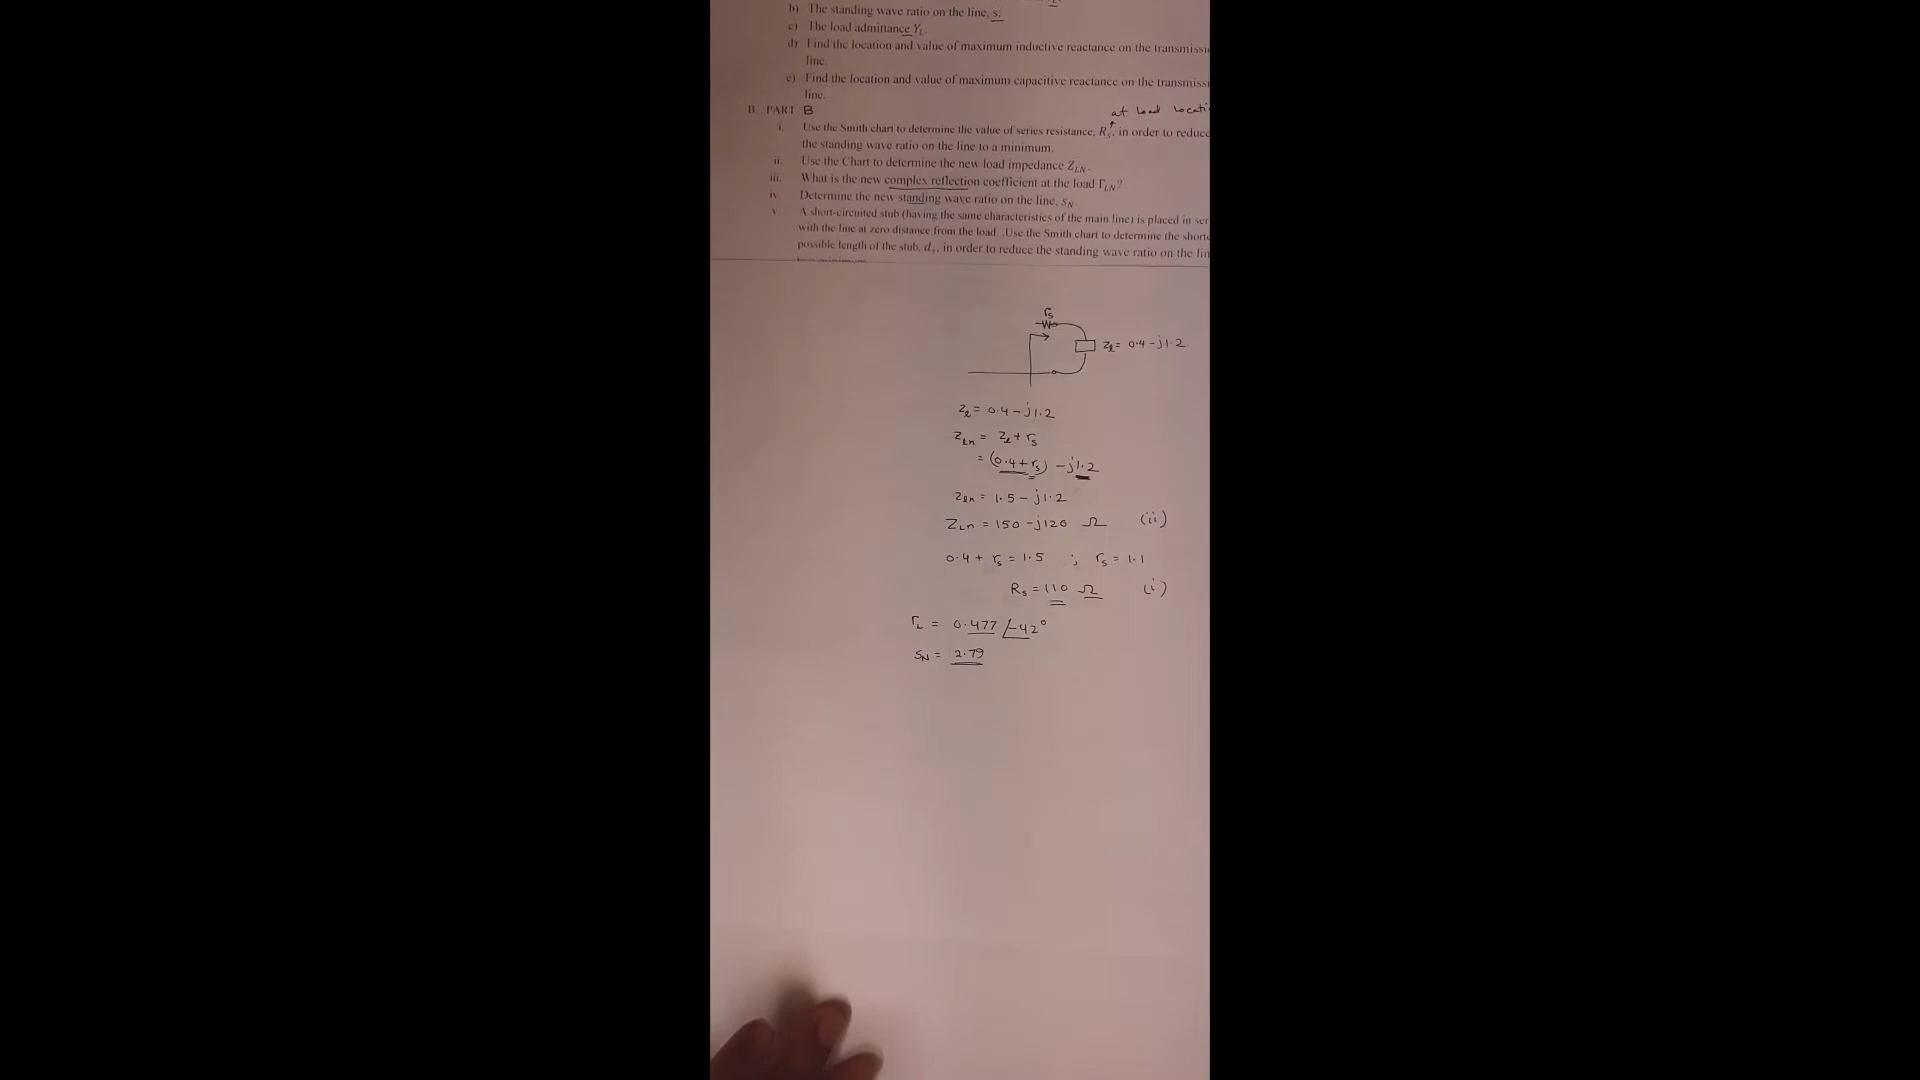 b) The standing wave ratio on the line, s.
c) The load admittance Y_L.
d) Find the location and value of maximum inductive reactance on the transmissi
line.
e) Find the location and value of maximum capacitive reactance on the transmissi
line.
B. PART B
at load locati
i. Use the Smith chart to determine the value of series resistance, R_s, in order to reduce
the standing wave ratio on the line to a minimum.
ii. Use the Chart to determine the new load impedance Z_LN.
iii. What is the new complex reflection coefficient at the load Γ_LN?
iv. Determine the new standing wave ratio on the line, s_N.
v. A short-circuited stub (having the same characteristics of the main line) is placed in ser
with the line at zero distance from the load. .Use the Smith chart to determine the shorte
possible length of the stub, d_s, in order to reduce the standing wave ratio on the lin
r_s
z_l = 0.4 - j1.2
z_l = 0.4 - j1.2
z_ln = z_l + r_s
= (0.4 + r_s) - j1.2
z_ln = 1.5 - j1.2
Z_Ln = 150 - j120 Ω (ii)
0.4 + r_s = 1.5 ; r_s = 1.1
R_s = 110 Ω (i)
Γ_L = 0.477 /-42°
S_N = 2.79